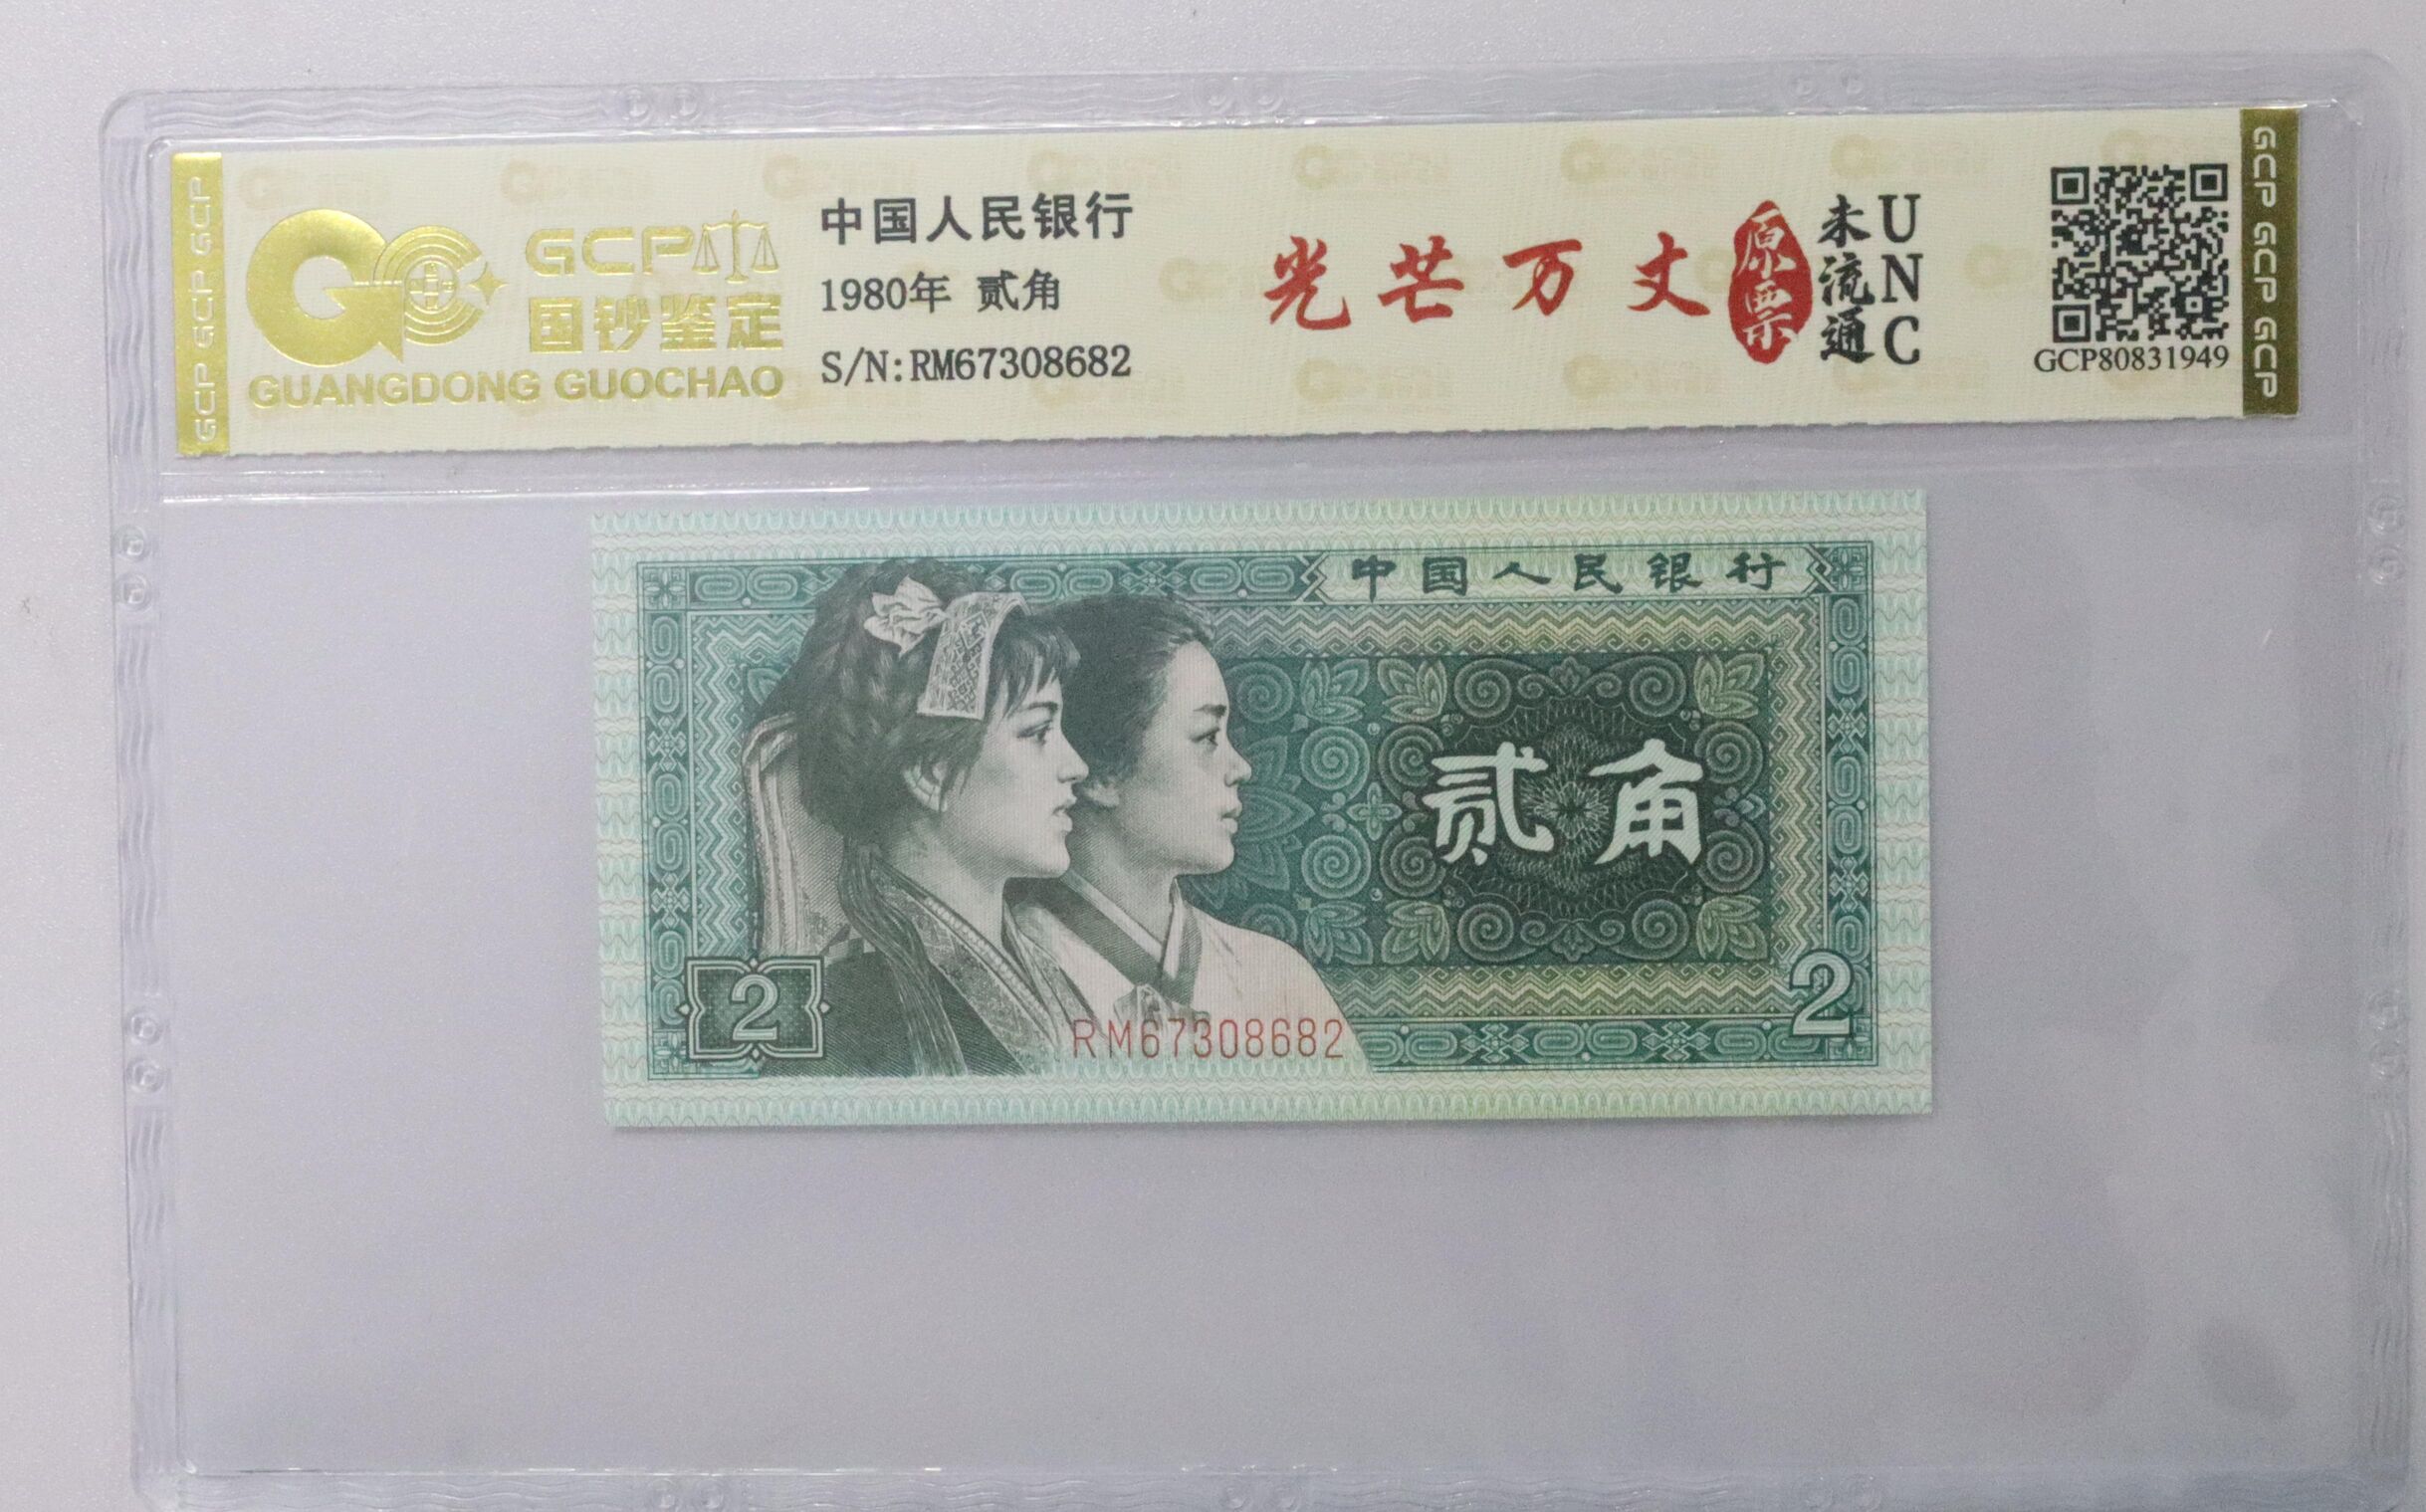 GCP GCP GCP
GCP
国钞鉴定
GUANGDONG GUOCHAO
中国人民银行
1980年 贰角
S/N:RM67308682
光芒万丈
原票
未流通
UNC
GCP80831949
GCP GCP GCP
中国人民银行
贰角
2
2
RM67308682